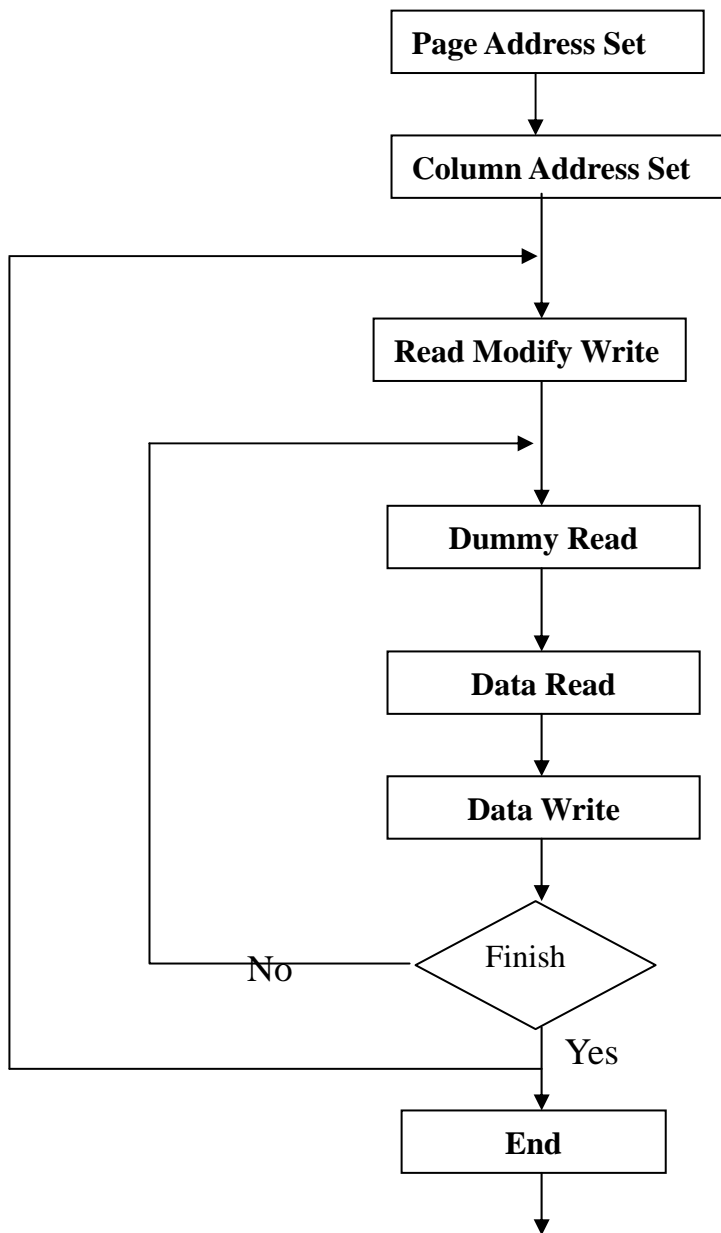 Page Address Set
Column Address Set
Read Modify Write
Dummy Read
Data Read
Data Write
Finish
No
Yes
End